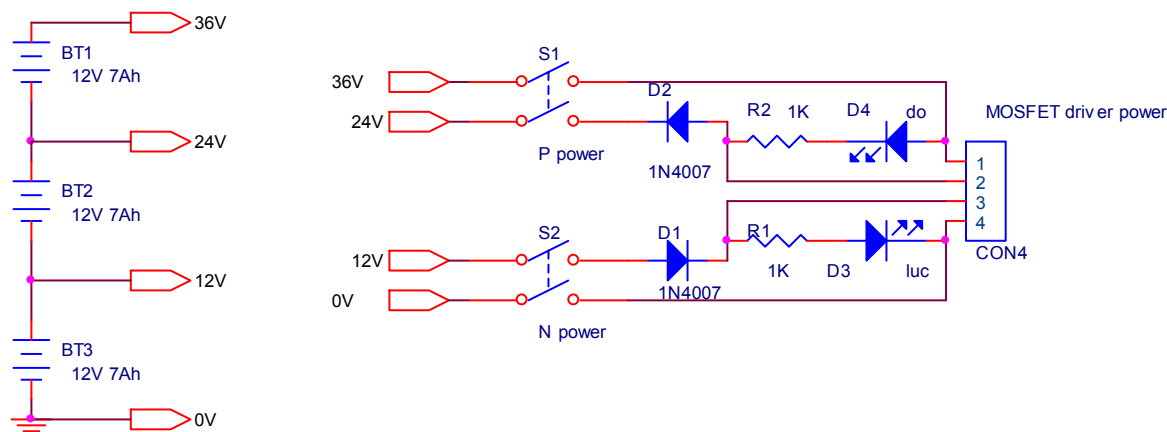 36V
BT1
12V 7Ah
24V
BT2
12V 7Ah
12V
BT3
12V 7Ah
0V
S1
36V
24V
P power
D2
1N4007
R2
1K
D4
do
MOSFET driver power
1
2
3
4
CON4
S2
12V
0V
N power
D1
1N4007
R1
1K
D3
luc